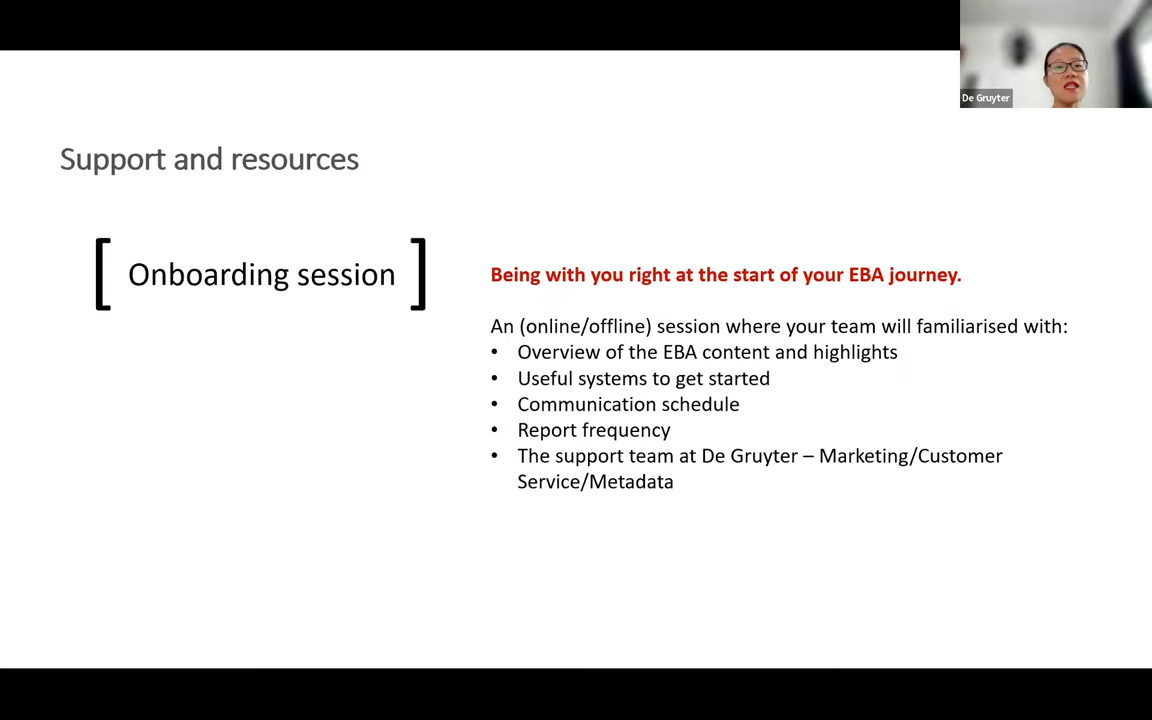 De Gruyter
Support and resources
[ Onboarding session ]
Being with you right at the start of your EBA journey.
An (online/offline) session where your team will familiarised with:
• Overview of the EBA content and highlights
• Useful systems to get started
• Communication schedule
• Report frequency
• The support team at De Gruyter – Marketing/Customer
Service/Metadata